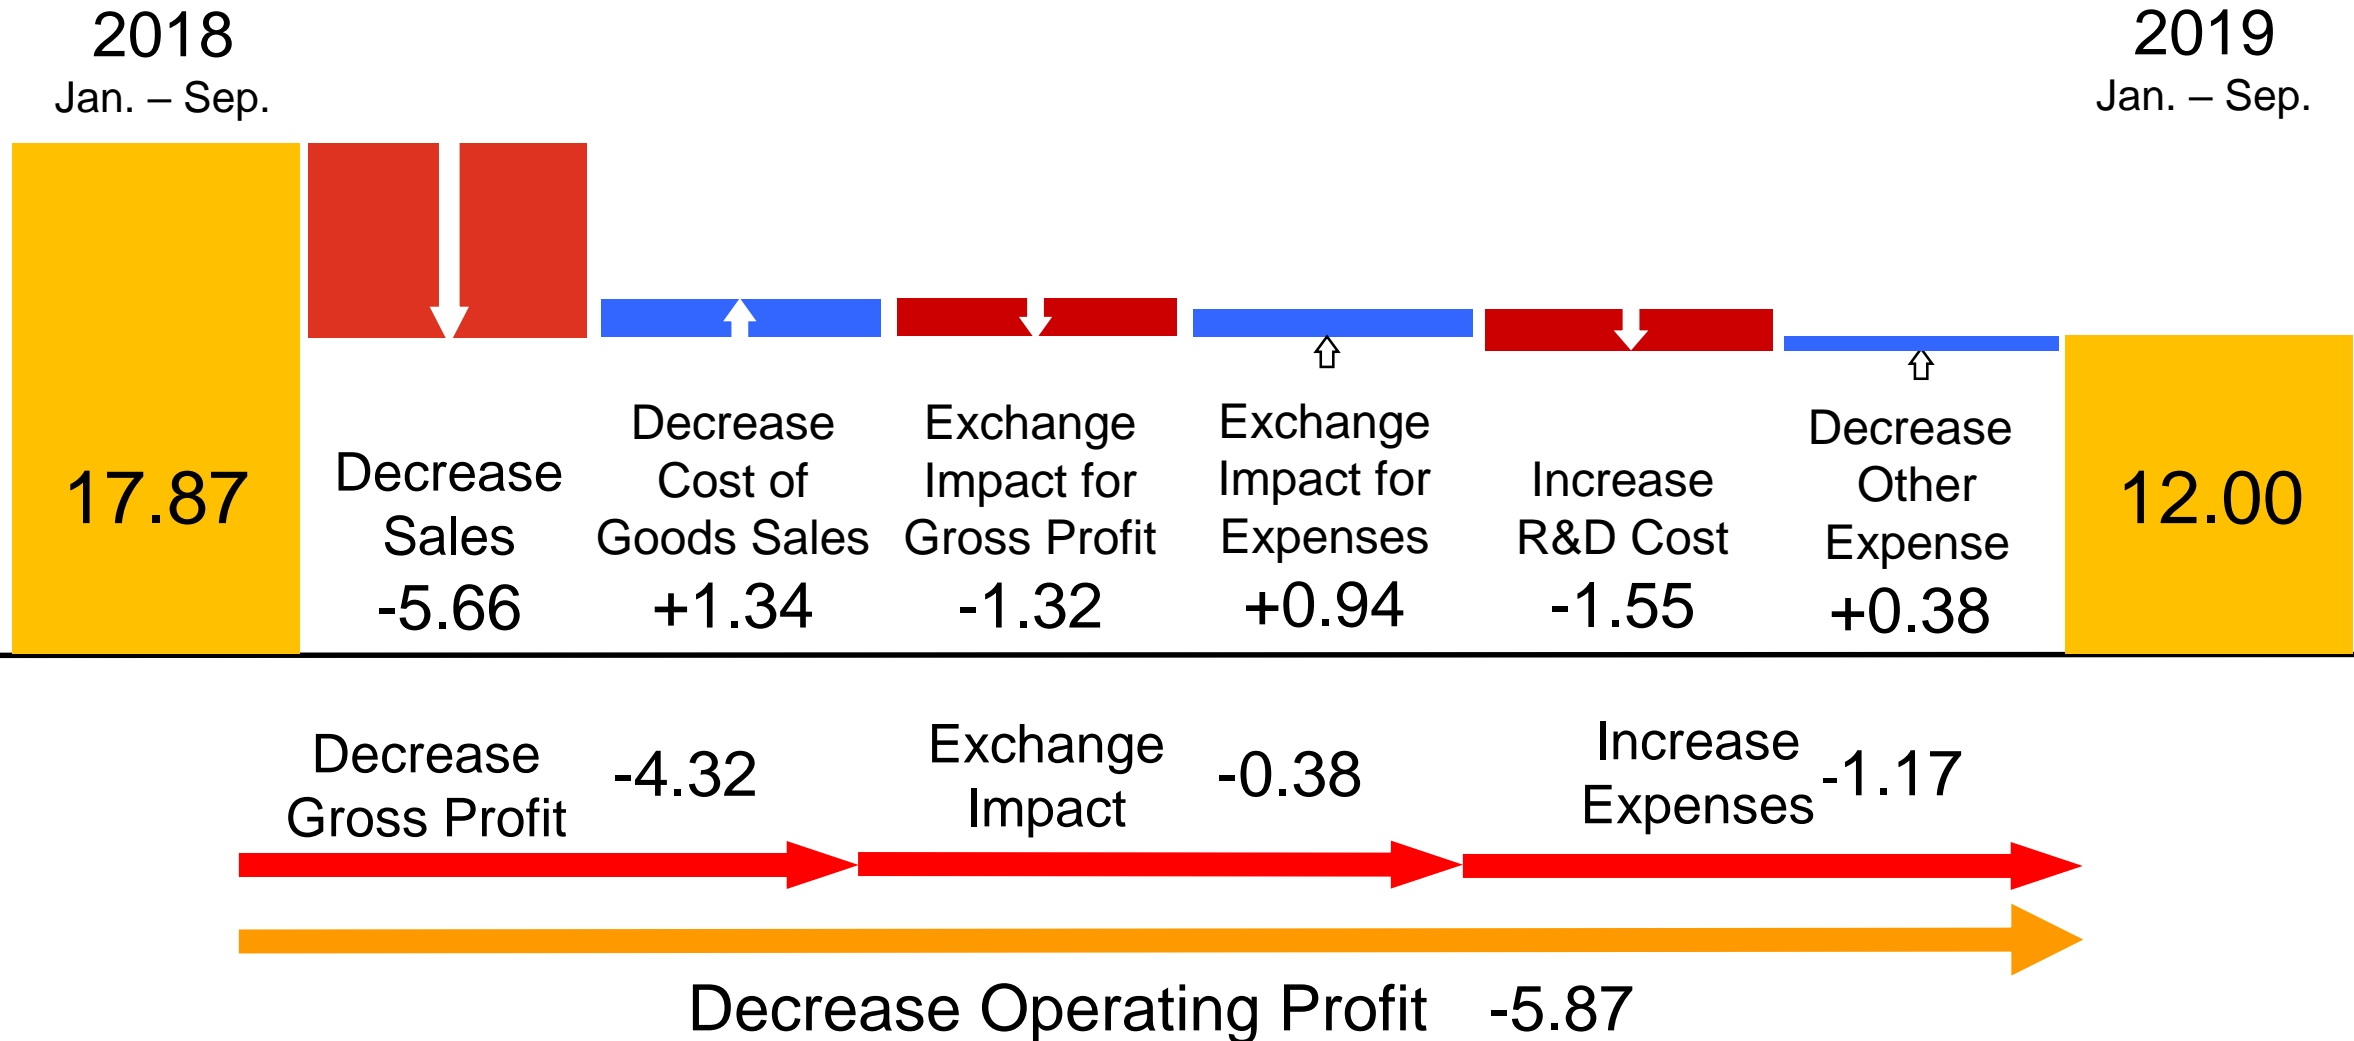 2018
Jan. – Sep.
2019
Jan. – Sep.
17.87
Decrease
Sales
-5.66
Decrease
Cost of
Goods Sales
+1.34
Exchange
Impact for
Gross Profit
-1.32
Exchange
Impact for
Expenses
+0.94
Increase
R&D Cost
-1.55
Decrease
Other
Expense
+0.38
12.00
Decrease
Gross Profit
-4.32
Exchange
Impact
-0.38
Increase
Expenses
-1.17
Decrease Operating Profit -5.87